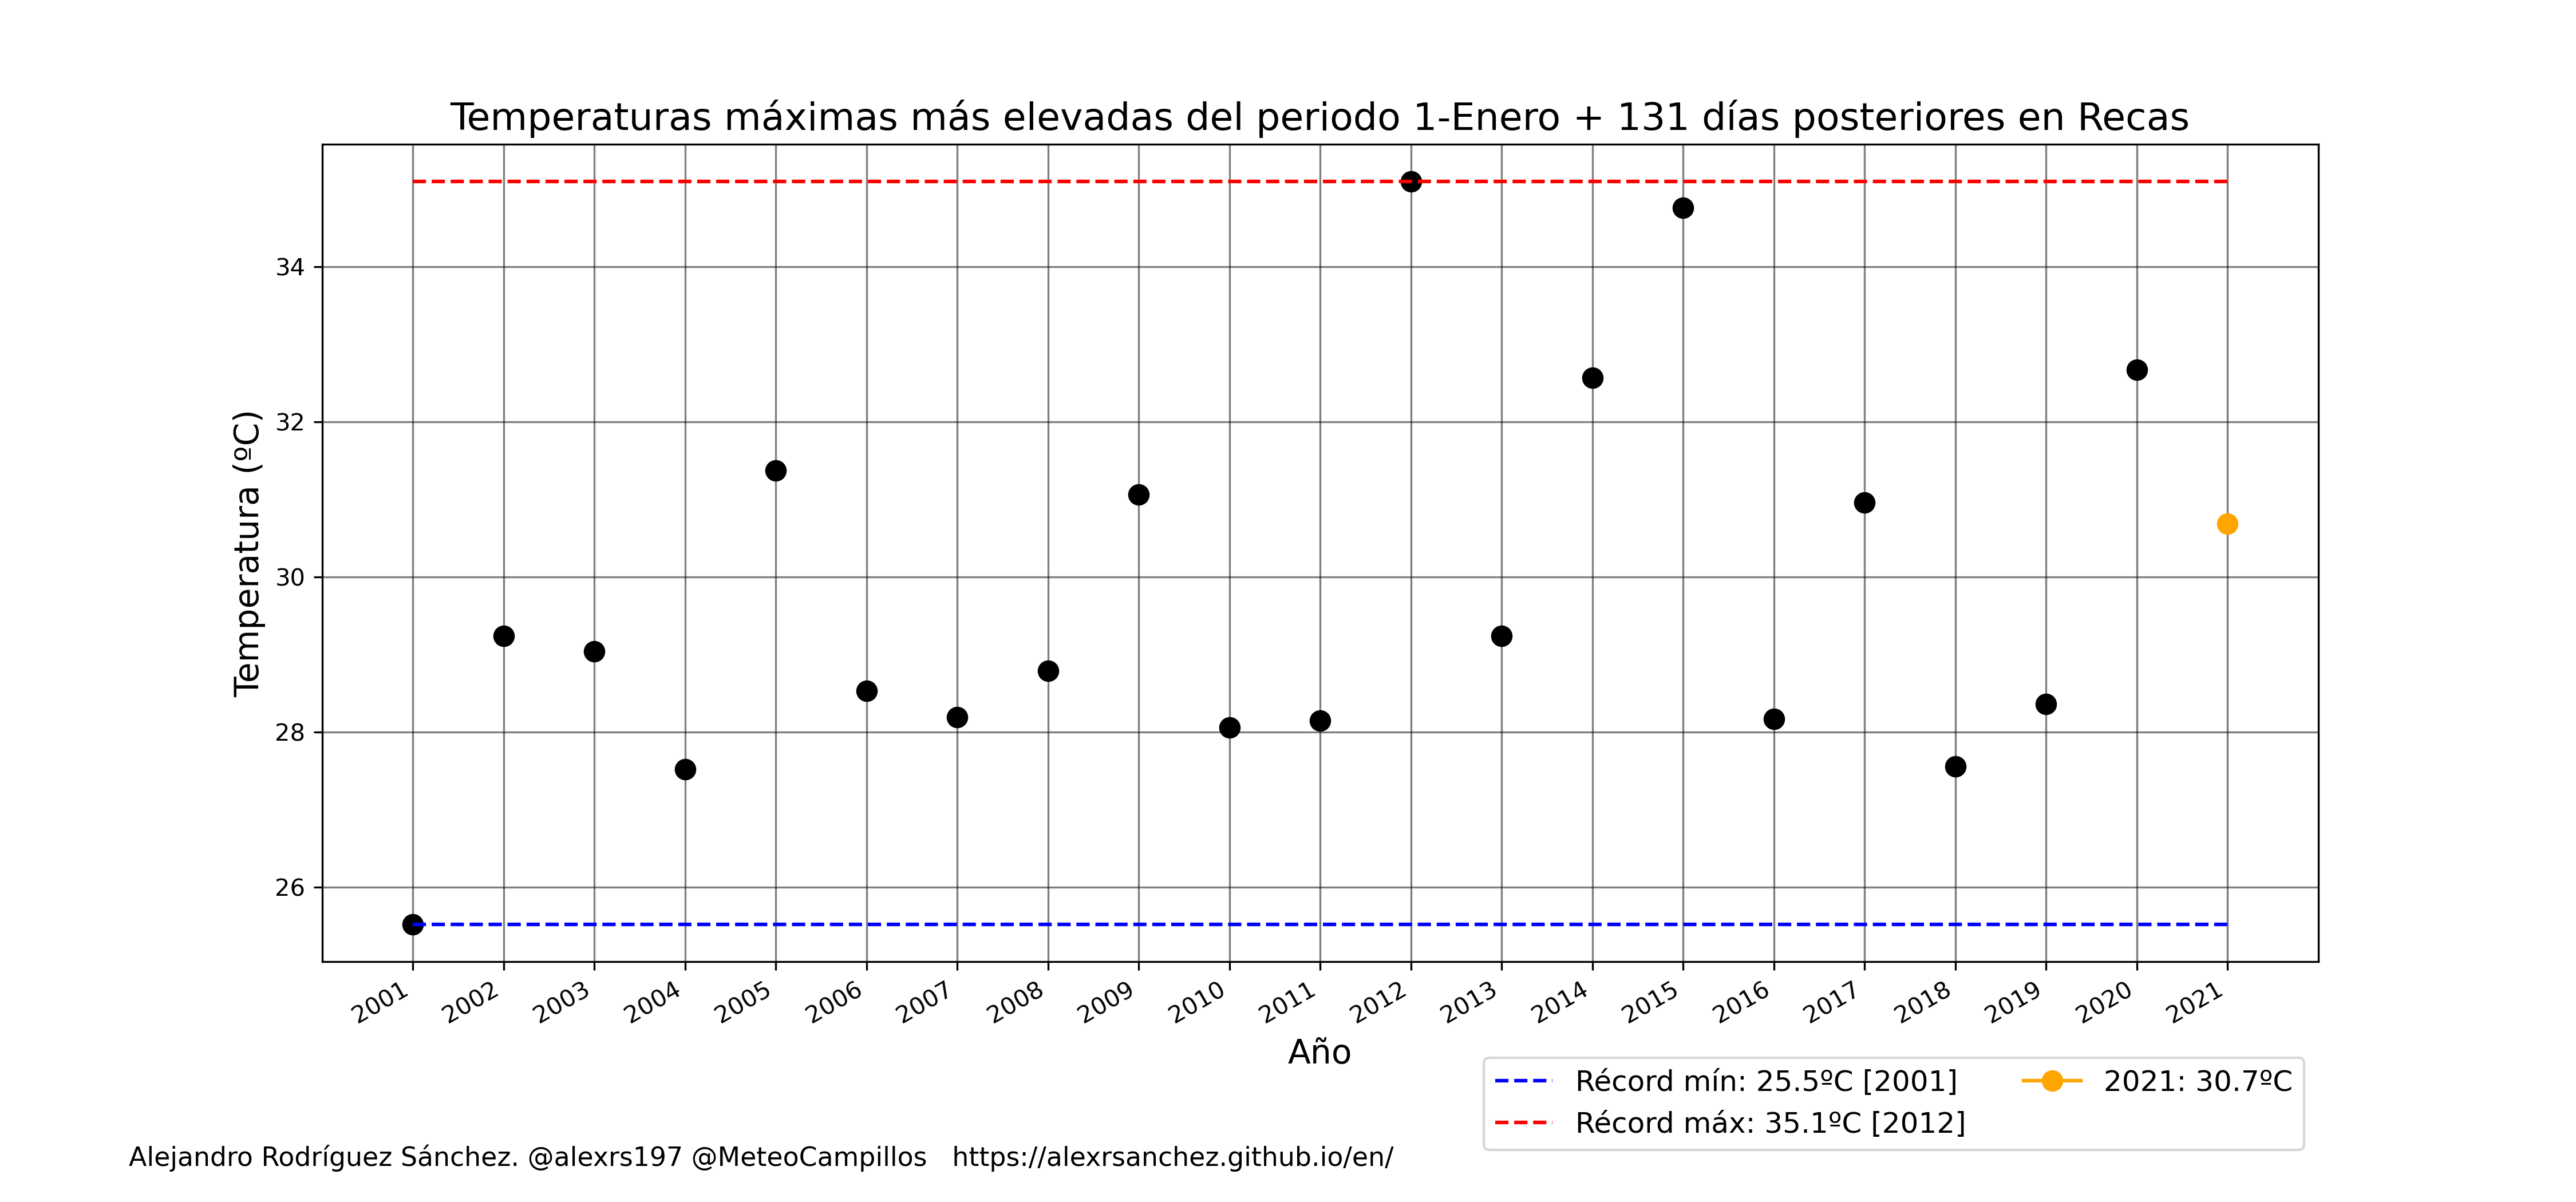 Temperaturas máximas más elevadas del periodo 1-Enero + 131 días posteriores en Recas
Temperatura (ºC)
34
32
30
28
26
2001 2002 2003 2004 2005 2006 2007 2008 2009 2010 2011 2012 2013 2014 2015 2016 2017 2018 2019 2020 2021
Año
Récord mín: 25.5ºC [2001]
Récord máx: 35.1ºC [2012]
2021: 30.7ºC
Alejandro Rodríguez Sánchez. @alexrs197 @MeteoCampillos https://alexrsanchez.github.io/en/